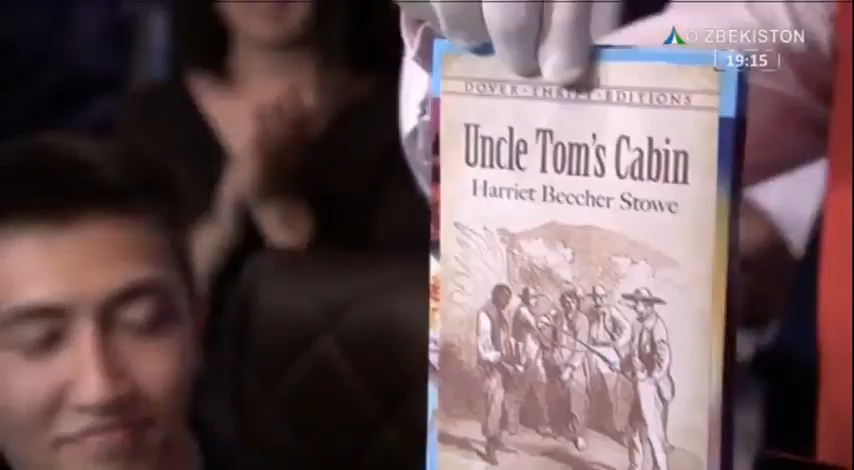 O'ZBEKISTON
19:15
DOVER · THRIFT · EDITIONS
Uncle Tom's Cabin
Harriet Beecher Stowe